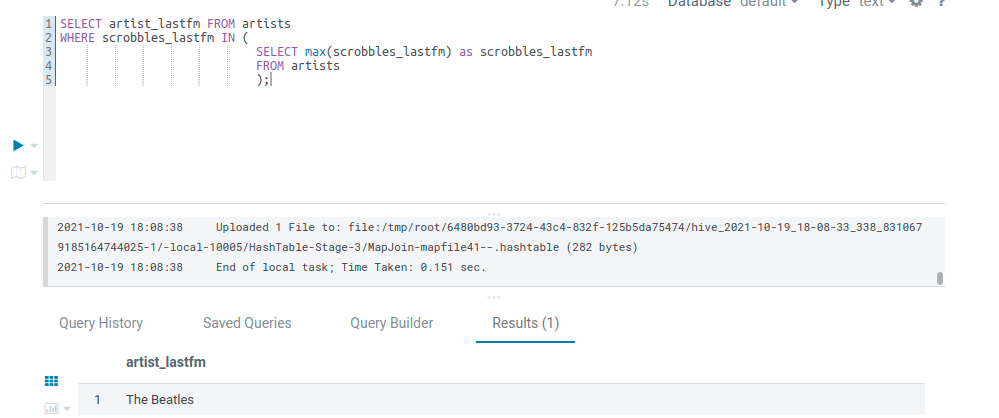 7.12s Database default Type text ?
1 SELECT artist_lastfm FROM artists
2 WHERE scrobbles_lastfm IN (
3 SELECT max(scrobbles_lastfm) as scrobbles_lastfm
4 FROM artists
5 );
2021-10-19 18:08:38 Uploaded 1 File to: file:/tmp/root/6480bd93-3724-43c4-832f-125b5da75474/hive_2021-10-19_18-08-33_338_831067
9185164744025-1/-local-10005/HashTable-Stage-3/MapJoin-mapfile41--.hashtable (282 bytes)
2021-10-19 18:08:38 End of local task; Time Taken: 0.151 sec.
Query History Saved Queries Query Builder Results (1)
artist_lastfm
1 The Beatles